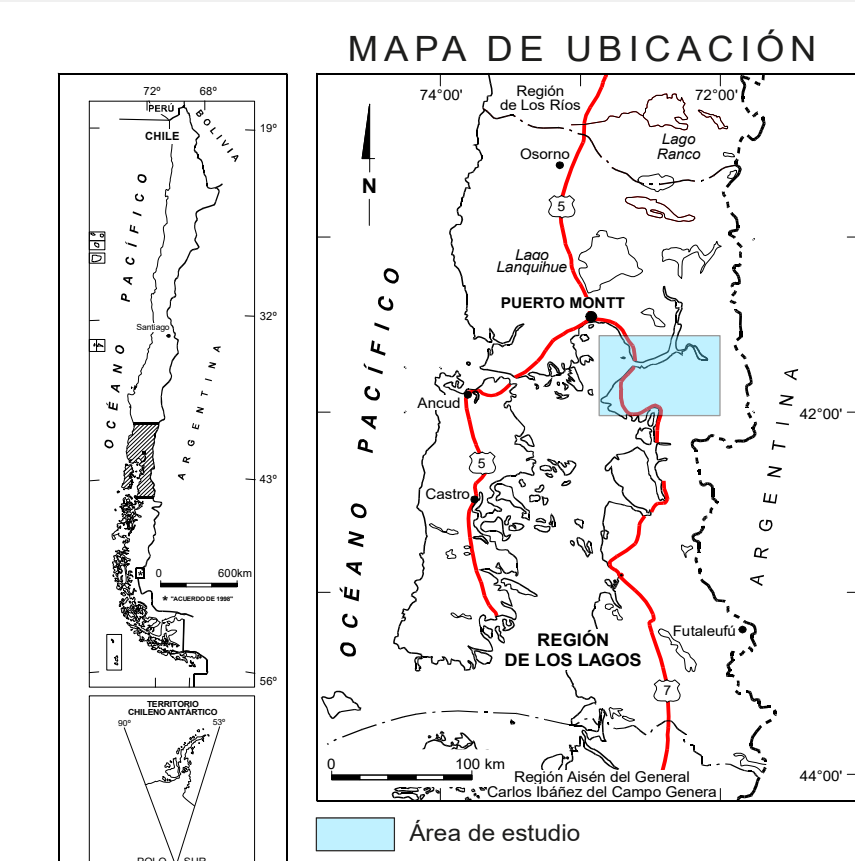 MAPA DE UBICACIÓN
72º 68º
PERÚ
BOLIVIA
CHILE
19º
OCÉANO PACÍFICO
Santiago
32º
ARGENTINA
43º
0 600km
* "ACUERDO DE 1998"
56º
TERRITORIO
CHILENO ANTÁRTICO
90º 53º
POLO SUR
74º00' 72º00'
Región
de Los Ríos
Lago
Ranco
Osorno
N
5
Lago
Lanquihue
PUERTO MONTT
OCÉANO PACÍFICO
Ancud
42º00'
ARGENTINA
5
Castro
Futaleufú
REGIÓN
DE LOS LAGOS
7
0 100 km
Región Aisén del General
Carlos Ibáñez del Campo Genera
44º00'
Área de estudio